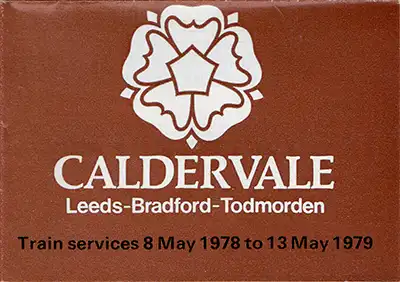 CALDERVALE
Leeds-Bradford-Todmorden
Train services 8 May 1978 to 13 May 1979